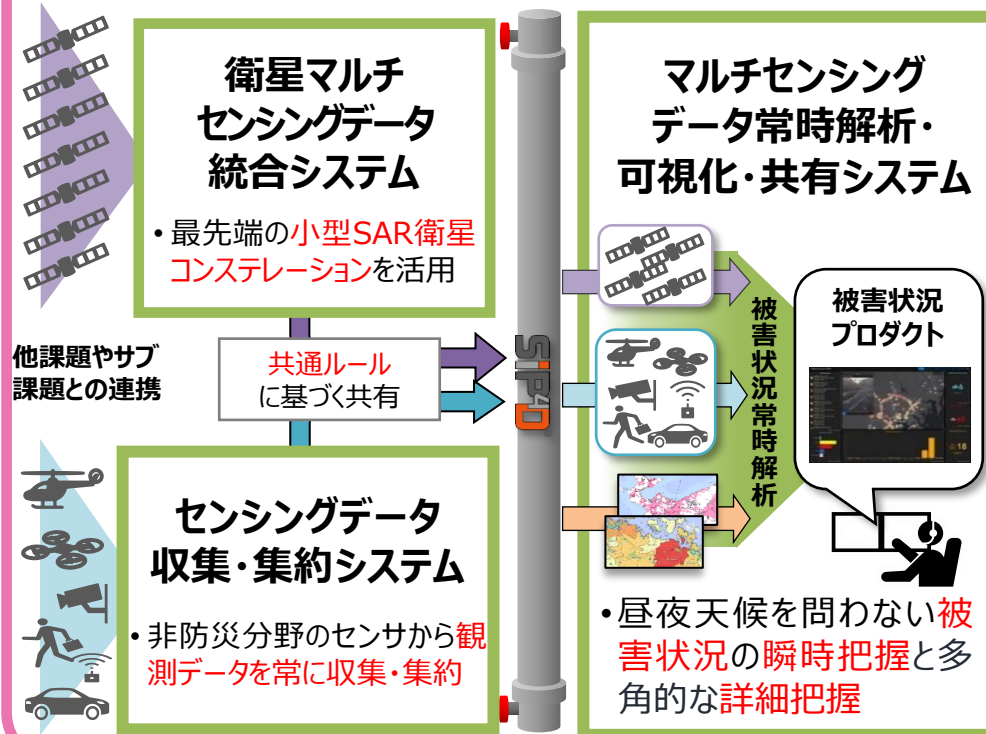 衛星マルチ
センシングデータ
統合システム
・最先端の小型SAR衛星
コンステレーションを活用
他課題やサブ
課題との連携
共通ルール
に基づく共有
センシングデータ
収集・集約システム
・非防災分野のセンサから観
測データを常に収集・集約
SIP4D
マルチセンシング
データ常時解析・
可視化・共有システム
被害状況常時解析
被害状況
プロダクト
・昼夜天候を問わない被
害状況の瞬時把握と多
角的な詳細把握